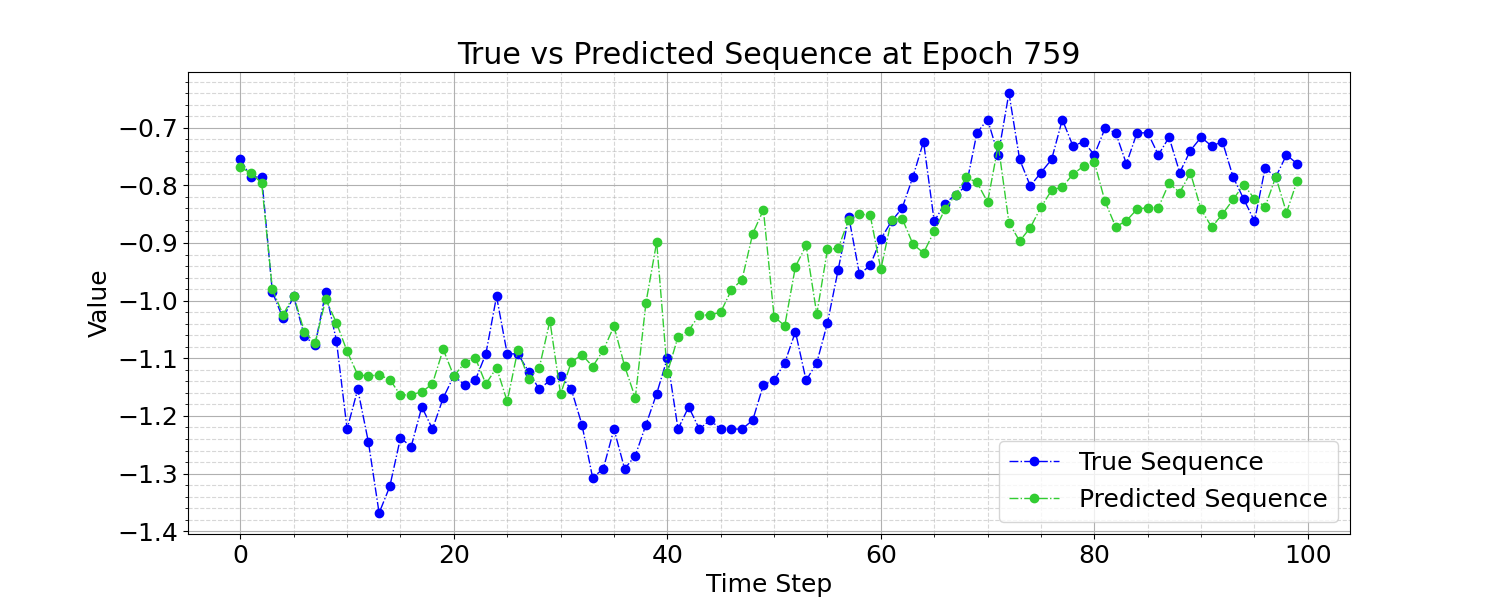 True vs Predicted Sequence at Epoch 759
Value
−0.7
−0.8
−0.9
−1.0
−1.1
−1.2
−1.3
−1.4
True Sequence
Predicted Sequence
0 20 40 60 80 100
Time Step